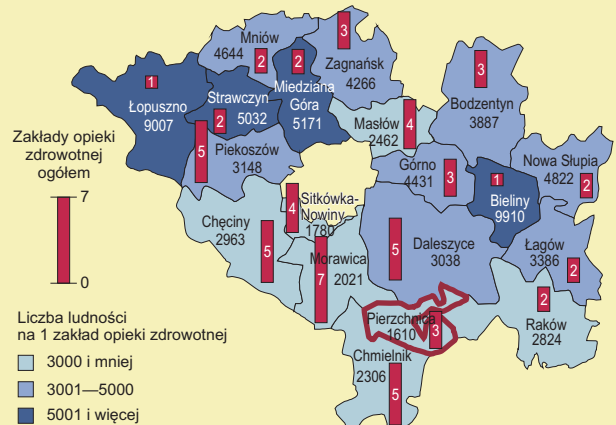 Mniów
4644
2
3
Zagnańsk
4266
2
Miedziana
Góra
5171
1
Łopuszno
9007
Strawczyn
2
5032
3
Bodzentyn
3887
4
Masłów
2462
5
Piekoszów
3148
Górno
4431
3
Nowa Słupia
4822
2
1
Bieliny
9910
4
Sitkówka-
Nowiny
1780
Chęciny
2963
5
Morawica
2021
7
5
Daleszyce
3038
Łagów
3386
2
Pierzchnica
1610
3
2
Raków
2824
Chmielnik
2306
5
Zakłady opieki
zdrowotnej
ogółem
7
0
Liczba ludności
na 1 zakład opieki zdrowotnej
3000 i mniej
3001—5000
5001 i więcej